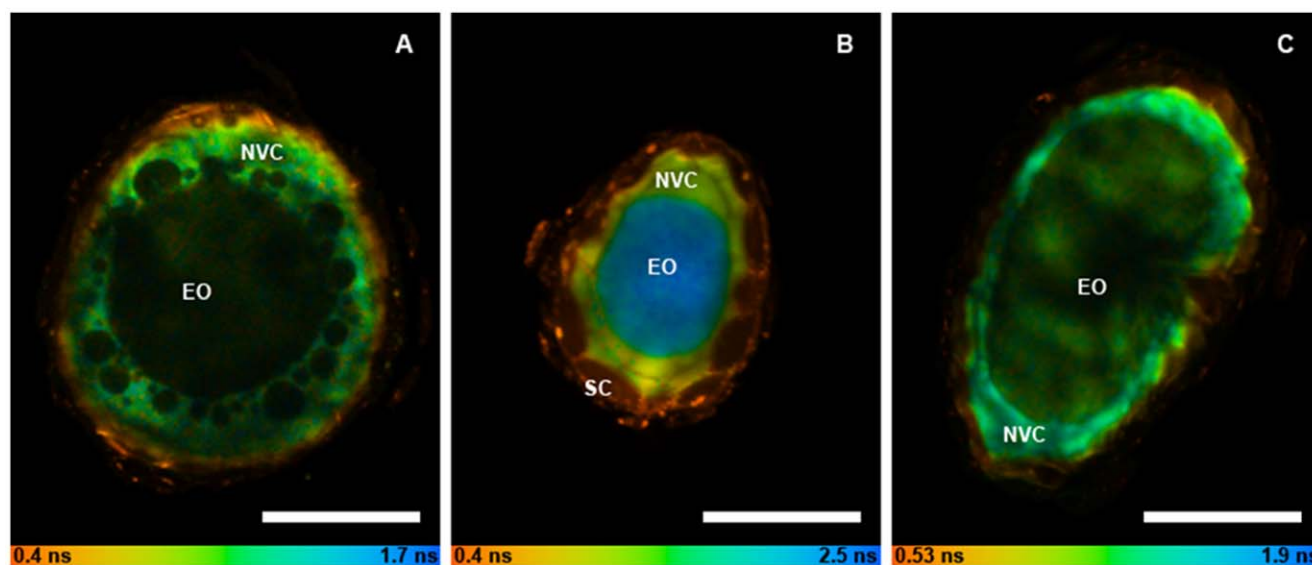 A
NVC
EO
0.4 ns 1.7 ns
B
NVC
EO
SC
0.4 ns 2.5 ns
C
EO
NVC
0.53 ns 1.9 ns